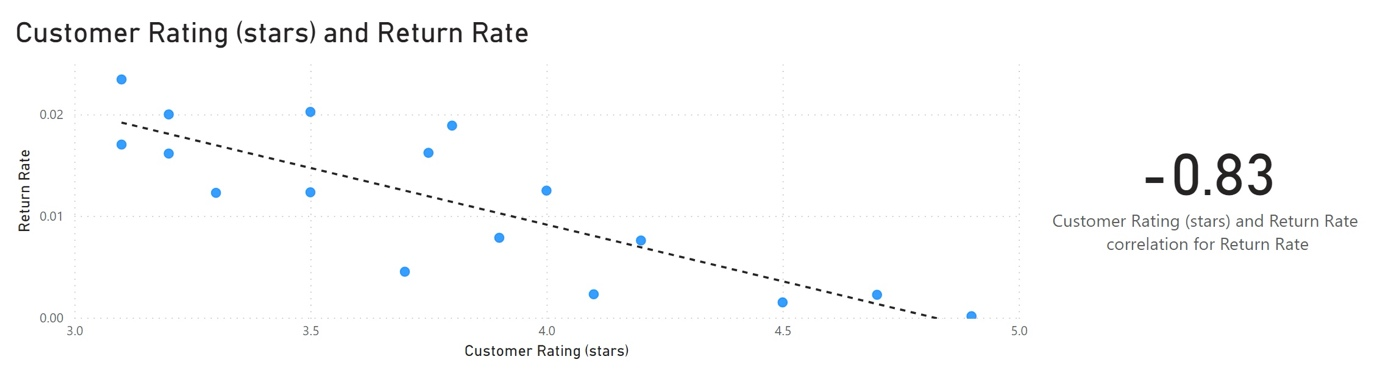 Customer Rating (stars) and Return Rate
Return Rate
0.02
0.01
0.00
3.0
3.5
4.0
4.5
5.0
Customer Rating (stars)
-0.83
Customer Rating (stars) and Return Rate
correlation for Return Rate